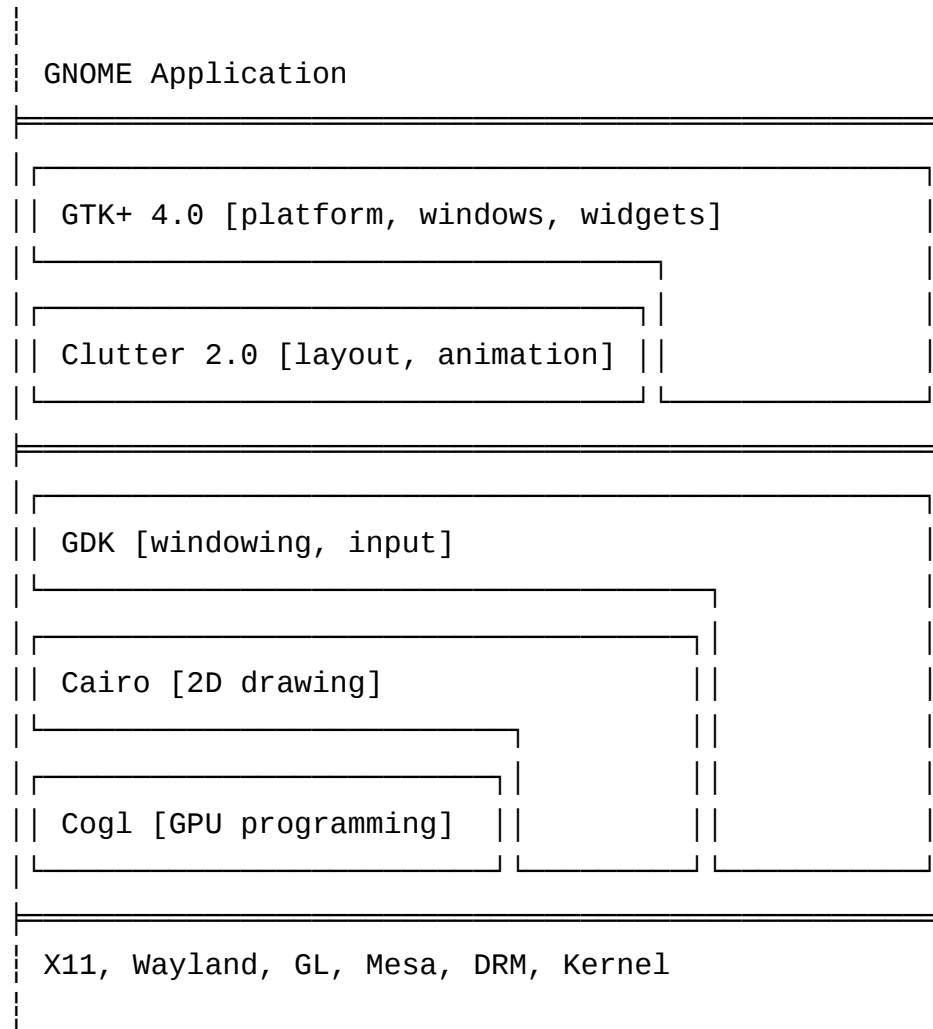 GNOME Application
GTK+ 4.0 [platform, windows, widgets]
Clutter 2.0 [layout, animation]
GDK [windowing, input]
Cairo [2D drawing]
Cogl [GPU programming]
X11, Wayland, GL, Mesa, DRM, Kernel